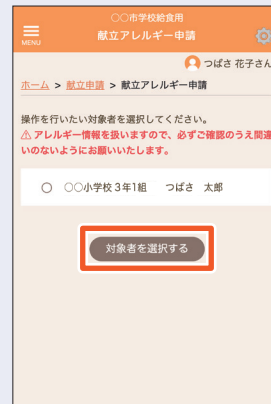 ○○市学校給食用
献立アレルギー申請
MENU
つばさ 花子さん
ホーム > 献立申請 > 献立アレルギー申請
操作を行いたい対象者を選択してください。
⚠ アレルギー情報を扱いますので、必ずご確認のうえ間違
いのないようにお願いいたします。
○○小学校3年1組 つばさ 太郎
対象者を選択する